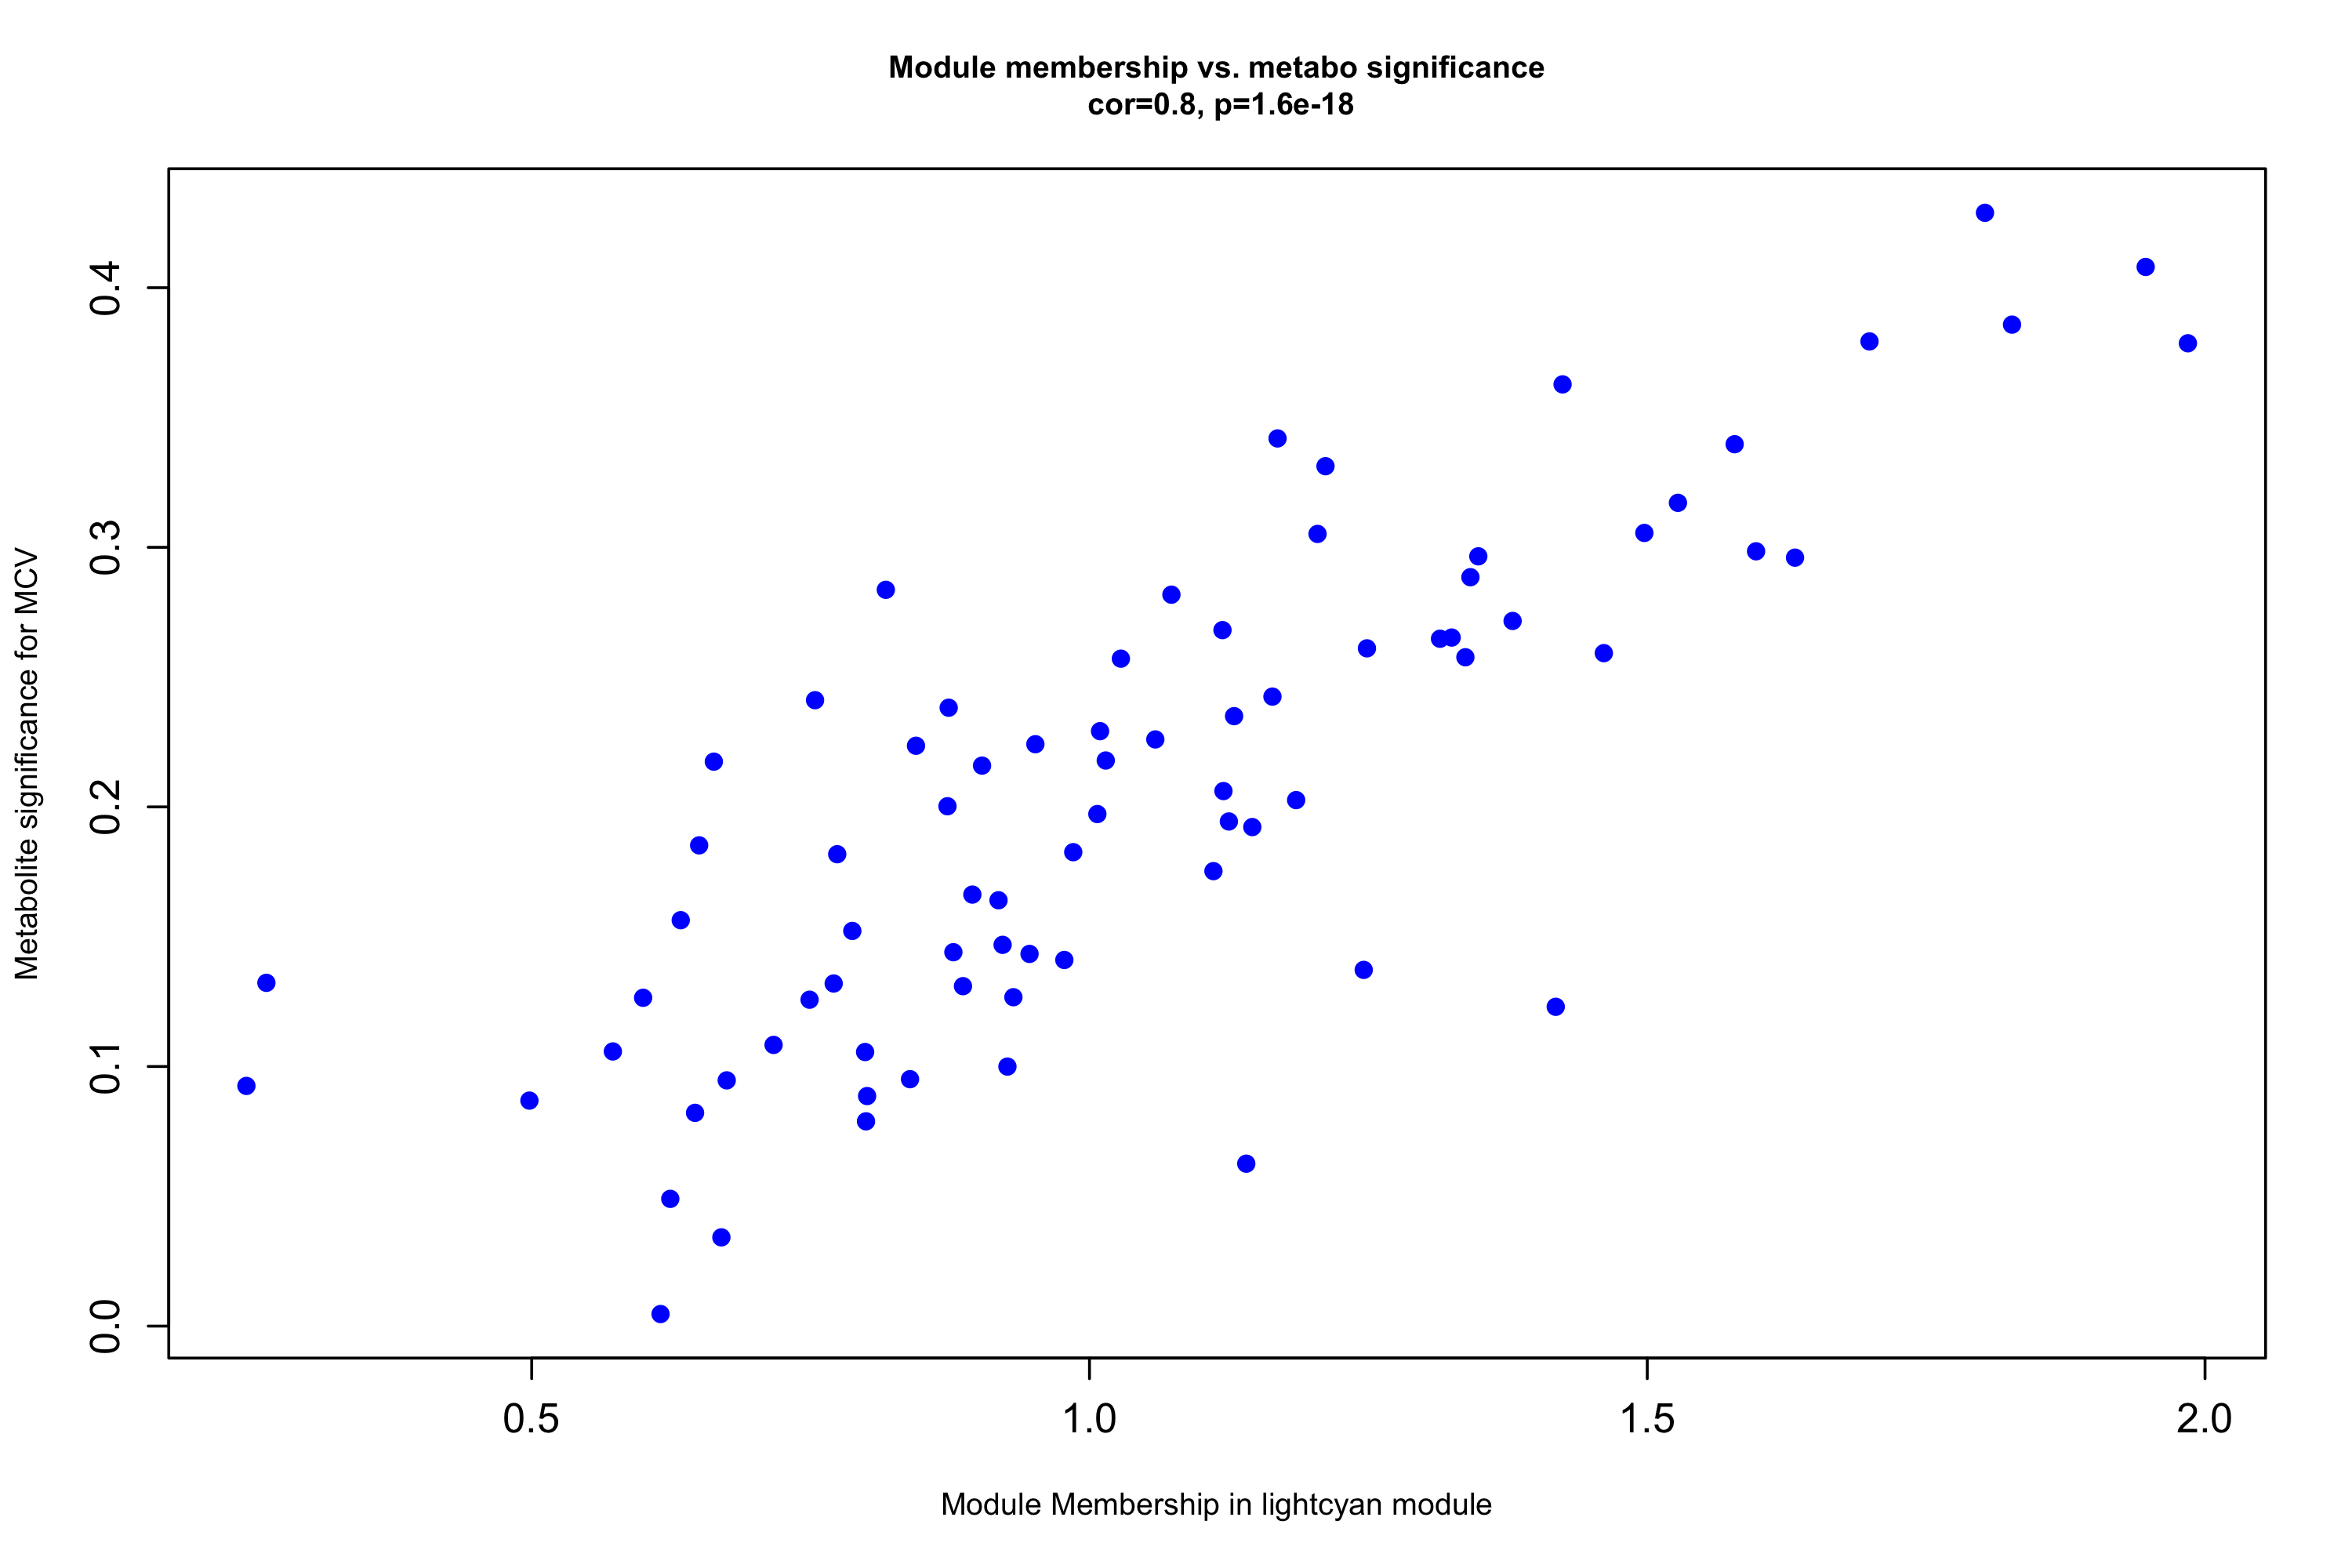 Module membership vs. metabo significance
cor=0.8, p=1.6e-18
Metabolite significance for MCV
0.4
0.3
0.2
0.1
0.0
0.5
1.0
1.5
2.0
Module Membership in lightcyan module